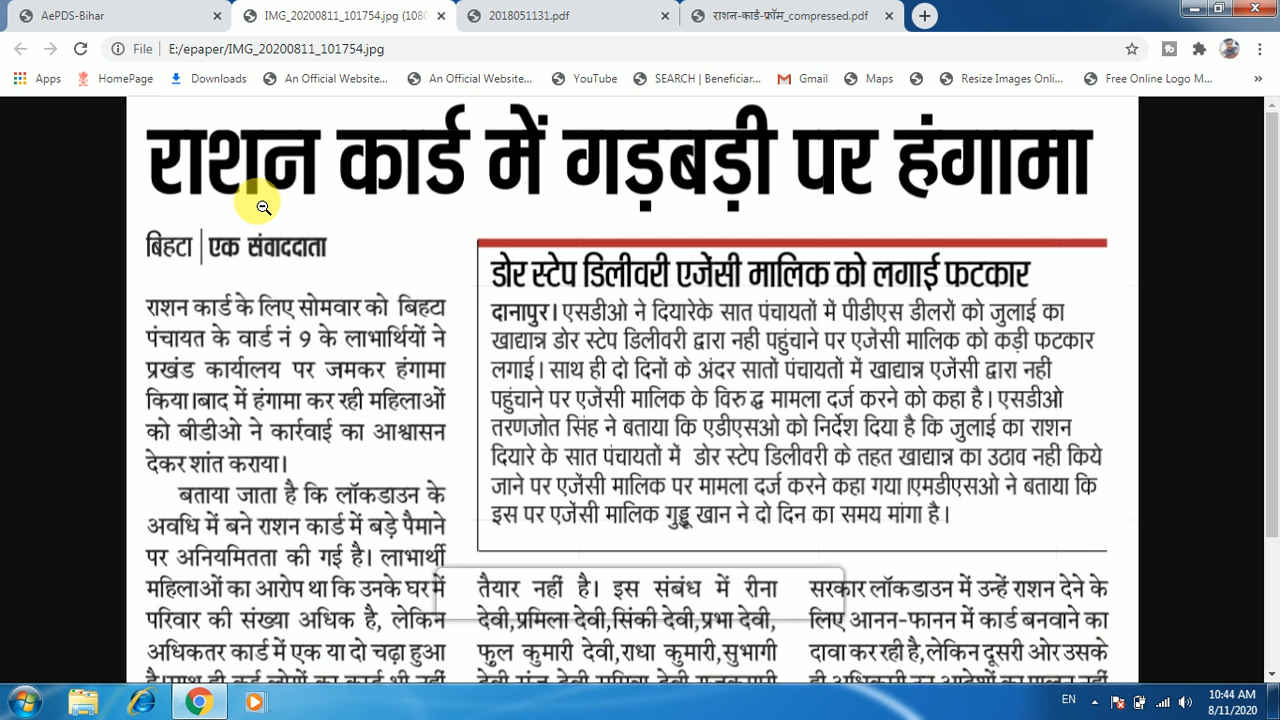 AePDS-Bihar
IMG_20200811_101754.jpg (1080
2018051131.pdf
राशन-कार्ड-फ्रॉम_compressed.pdf
File
E:/epaper/IMG_20200811_101754.jpg
Apps
HomePage
Downloads
An Official Website...
An Official Website...
YouTube
SEARCH | Beneficiar...
Gmail
Maps
Resize Images Onli...
Free Online Logo M...
»
राशन कार्ड में गड़बड़ी पर हंगामा
बिहटा | एक संवाददाता
राशन कार्ड के लिए सोमवार को बिहटा
पंचायत के वार्ड नं 9 के लाभार्थियों ने
प्रखंड कार्यालय पर जमकर हंगामा
किया।बाद में हंगामा कर रही महिलाओं
को बीडीओ ने कार्रवाई का आश्वासन
देकर शांत कराया।
बताया जाता है कि लॉकडाउन के
अवधि में बने राशन कार्ड में बड़े पैमाने
पर अनियमितता की गई है। लाभार्थी
महिलाओं का आरोप था कि उनके घर में
परिवार की संख्या अधिक है, लेकिन
अधिकतर कार्ड में एक या दो चढ़ा हुआ
डोर स्टेप डिलीवरी एजेंसी मालिक को लगाई फटकार
दानापुर। एसडीओ ने दियारेके सात पंचायतों में पीडीएस डीलरों को जुलाई का
खाद्यान्न डोर स्टेप डिलीवरी द्वारा नही पहुंचाने पर एजेंसी मालिक को कड़ी फटकार
लगाई। साथ ही दो दिनों के अंदर सातों पंचायतों में खाद्यान्न एजेंसी द्वारा नही
पहुंचाने पर एजेंसी मालिक के विरुद्ध मामला दर्ज करने को कहा है। एसडीओ
तरणजोत सिंह ने बताया कि एडीएसओ को निर्देश दिया है कि जुलाई का राशन
दियारे के सात पंचायतों में डोर स्टेप डिलीवरी के तहत खाद्यान्न का उठाव नही किये
जाने पर एजेंसी मालिक पर मामला दर्ज करने कहा गया।एमडीएसओ ने बताया कि
इस पर एजेंसी मालिक गुड्डू खान ने दो दिन का समय मांगा है।
तैयार नहीं है। इस संबंध में रीना
देवी,प्रमिला देवी,सिंकी देवी,प्रभा देवी,
फुल कुमारी देवी,राधा कुमारी,सुभागी
सरकार लॉकडाउन में उन्हें राशन देने के
लिए आनन-फानन में कार्ड बनवाने का
दावा कर रही है,लेकिन दूसरी ओर उसके
EN
10:44 AM
8/11/2020